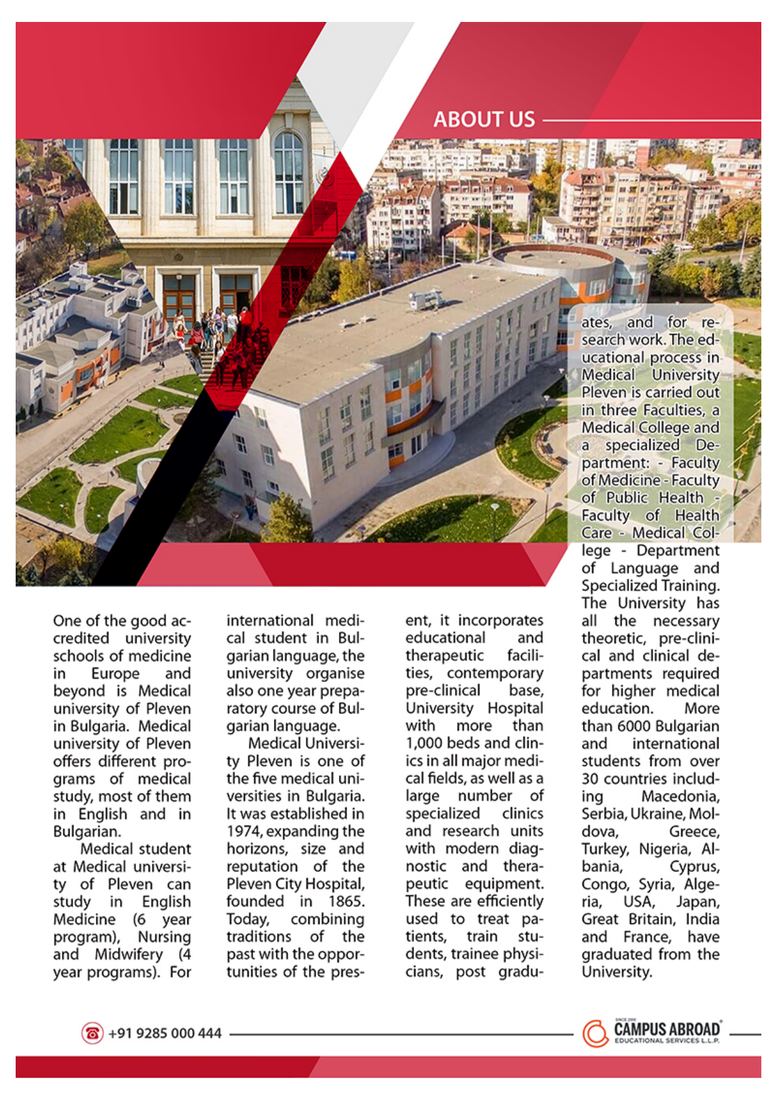 ABOUT US
One of the good ac-
credited university
schools of medicine
in Europe and
beyond is Medical
university of Pleven
in Bulgaria. Medical
university of Pleven
offers different pro-
grams of medical
study, most of them
in English and in
Bulgarian.
Medical student
at Medical universi-
ty of Pleven can
study in English
Medicine (6 year
program), Nursing
and Midwifery (4
year programs). For
international medi-
cal student in Bul-
garian language, the
university organise
also one year prepa-
ratory course of Bul-
garian language.
Medical Universi-
ty Pleven is one of
the five medical uni-
versities in Bulgaria.
It was established in
1974, expanding the
horizons, size and
reputation of the
Pleven City Hospital,
founded in 1865.
Today, combining
traditions of the
past with the oppor-
tunities of the pres-
ent, it incorporates
educational and
therapeutic facili-
ties, contemporary
pre-clinical base,
University Hospital
with more than
1,000 beds and clin-
ics in all major medi-
cal fields, as well as a
large number of
specialized clinics
and research units
with modern diag-
nostic and thera-
peutic equipment.
These are efficiently
used to treat pa-
tients, train stu-
dents, trainee physi-
cians, post gradu-
ates, and for re-
search work. The ed-
ucational process in
Medical University
Pleven is carried out
in three Faculties, a
Medical College and
a specialized De-
partment: - Faculty
of Medicine - Faculty
of Public Health -
Faculty of Health
Care - Medical Col-
lege - Department
of Language and
Specialized Training.
The University has
all the necessary
theoretic, pre-clini-
cal and clinical de-
partments required
for higher medical
education. More
than 6000 Bulgarian
and international
students from over
30 countries includ-
ing Macedonia,
Serbia, Ukraine, Mol-
dova, Greece,
Turkey, Nigeria, Al-
bania, Cyprus,
Congo, Syria, Alge-
ria, USA, Japan,
Great Britain, India
and France, have
graduated from the
University.
+91 9285 000 444
CAMPUS ABROAD
EDUCATIONAL SERVICES L.L.P.